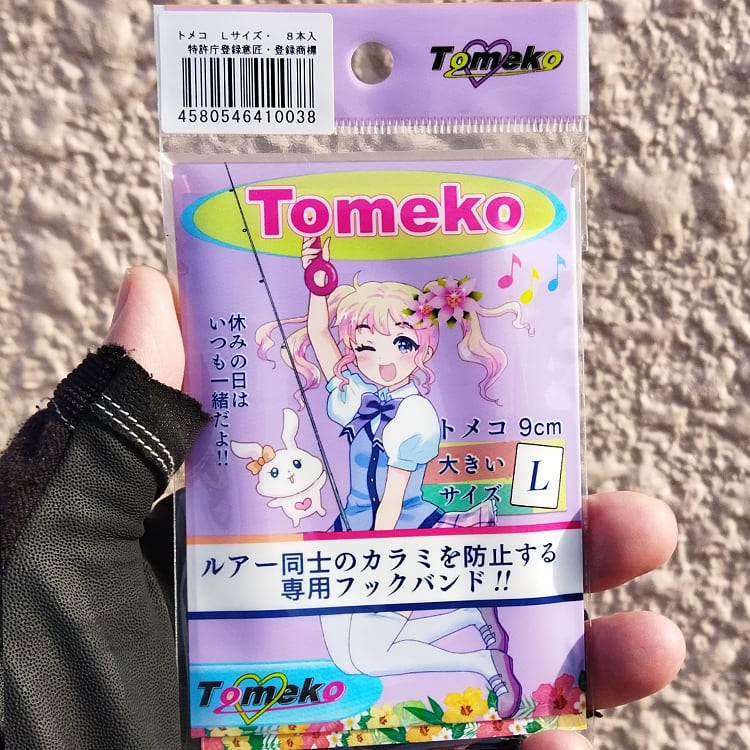 トメコ Lサイズ・ 8本入
特許庁登録意匠・登録商標
4580546410038
Tomeko
Tomeko
休みの日は
いつも一緒だよ!!
トメコ 9cm
大きい
サイズ
L
ルアー同士のカラミを防止する
専用フックバンド!!
Tomeko